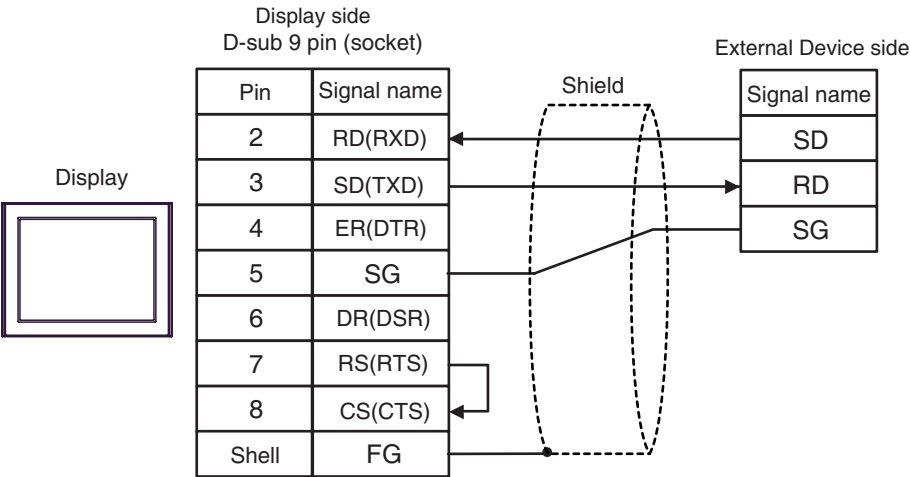 Display side
D-sub 9 pin (socket)
External Device side
Shield
Pin Signal name
Signal name
2 RD(RXD)
SD
3 SD(TXD)
RD
Display
4 ER(DTR)
SG
5 SG
6 DR(DSR)
7 RS(RTS)
8 CS(CTS)
Shell FG